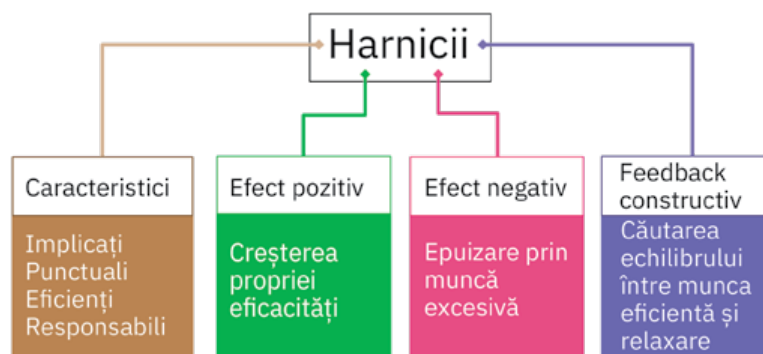 Harnicii
Caracteristici
Implicați
Punctuali
Eficienți
Responsabili
Efect pozitiv
Creșterea
propriei
eficacități
Efect negativ
Epuizare prin
muncă
excesivă
Feedback
constructiv
Căutarea
echilibrului
între munca
eficientă și
relaxare